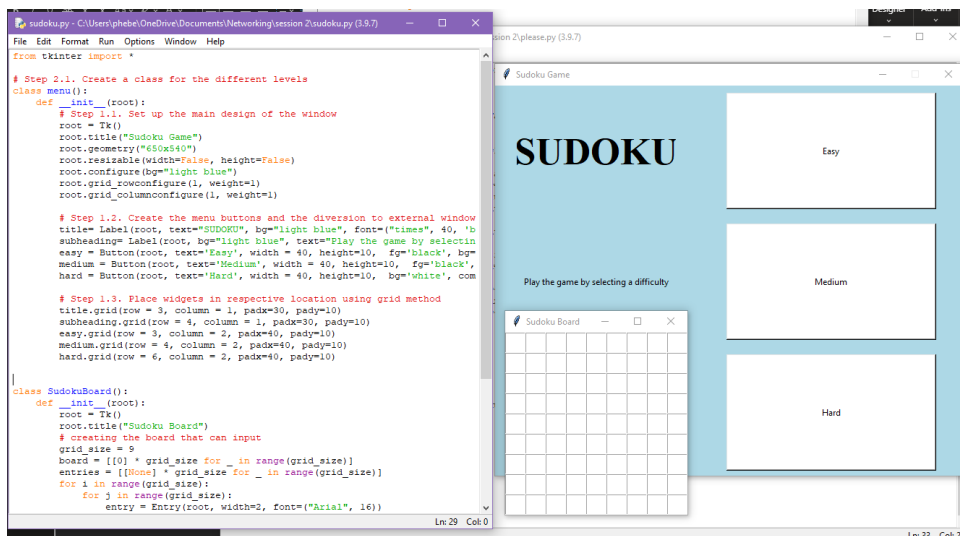 Designer
sudoku.py - C:\Users\phebe\OneDrive\Documents\Networking\session 2\sudoku.py (3.9.7)
File Edit Format Run Options Window Help
from tkinter import *
# Step 2.1. Create a class for the different levels
class menu():
def __init__(root):
# Step 1.1. Set up the main design of the window
root = Tk()
root.title("Sudoku Game")
root.geometry("650x540")
root.resizable(width=False, height=False)
root.configure(bg="light blue")
root.grid_rowconfigure(1, weight=1)
root.grid_columnconfigure(1, weight=1)
# Step 1.2. Create the menu buttons and the diversion to external window
title= Label(root, text="SUDOKU", bg="light blue", font=("times", 40, 'b
subheading= Label(root, bg="light blue", text="Play the game by selectin
easy = Button(root, text='Easy', width = 40, height=10,  fg='black', bg=
medium = Button(root, text='Medium', width = 40, height=10,  fg='black',
hard = Button(root, text='Hard', width = 40, height=10,  bg='white', com
# Step 1.3. Place widgets in respective location using grid method
title.grid(row = 3, column = 1, padx=30, pady=10)
subheading.grid(row = 4, column = 1, padx=30, pady=10)
easy.grid(row = 3, column = 2, padx=40, pady=10)
medium.grid(row = 4, column = 2, padx=40, pady=10)
hard.grid(row = 6, column = 2, padx=40, pady=10)
class SudokuBoard():
def __init__(root):
root = Tk()
root.title("Sudoku Board")
# creating the board that can input
grid_size = 9
board = [[0] * grid_size for _ in range(grid_size)]
entries = [[None] * grid_size for _ in range(grid_size)]
for i in range(grid_size):
for j in range(grid_size):
entry = Entry(root, width=2, font=("Arial", 16))
Ln: 29 Col: 0
sion 2\please.py (3.9.7)
Sudoku Game
SUDOKU
Play the game by selecting a difficulty
Easy
Medium
Hard
Sudoku Board